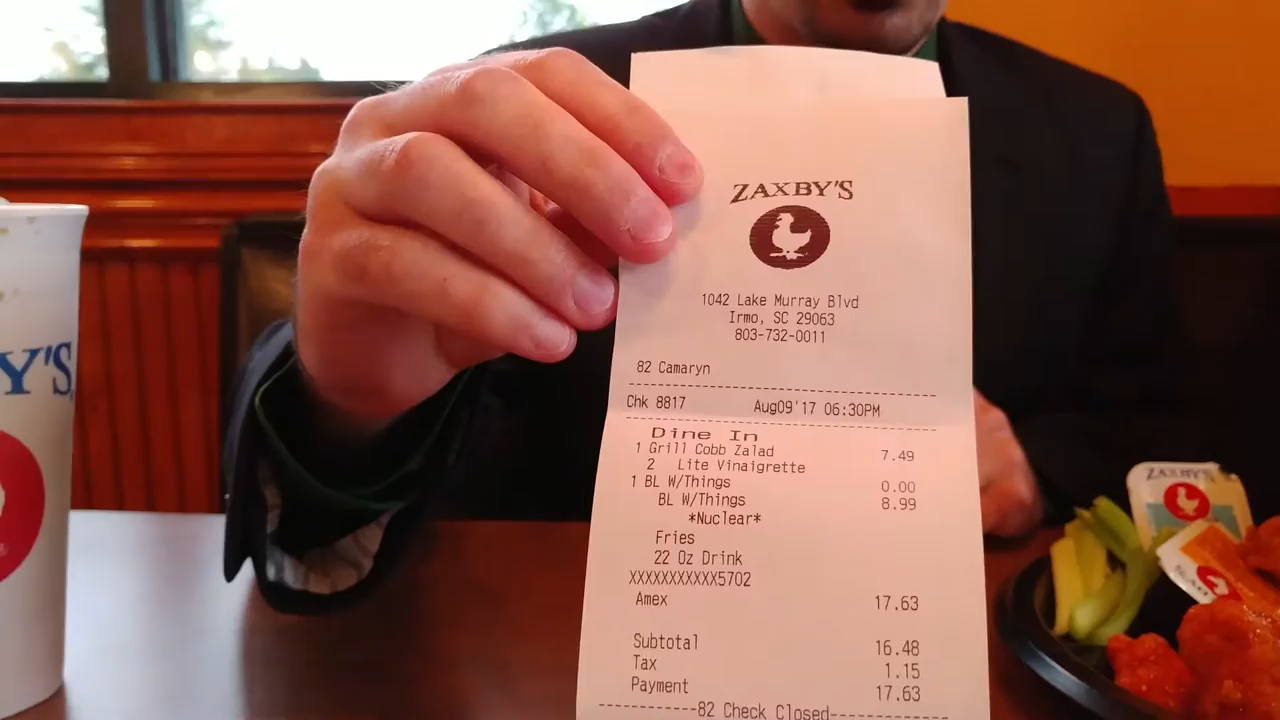 ZAXBY'S
1042 Lake Murray Blvd
Irmo, SC 29063
803-732-0011
82 Camaryn
Chk 8817 Aug09'17 06:30PM
Dine In
1 Grill Cobb Zalad 7.49
2 Lite Vinaigrette
1 BL W/Things 0.00
BL W/Things 8.99
*Nuclear*
Fries
22 Oz Drink
XXXXXXXXXXX5702
Amex 17.63
Subtotal 16.48
Tax 1.15
Payment 17.63
----------82 Check Closed------------
Y'S
ZAXBY'S